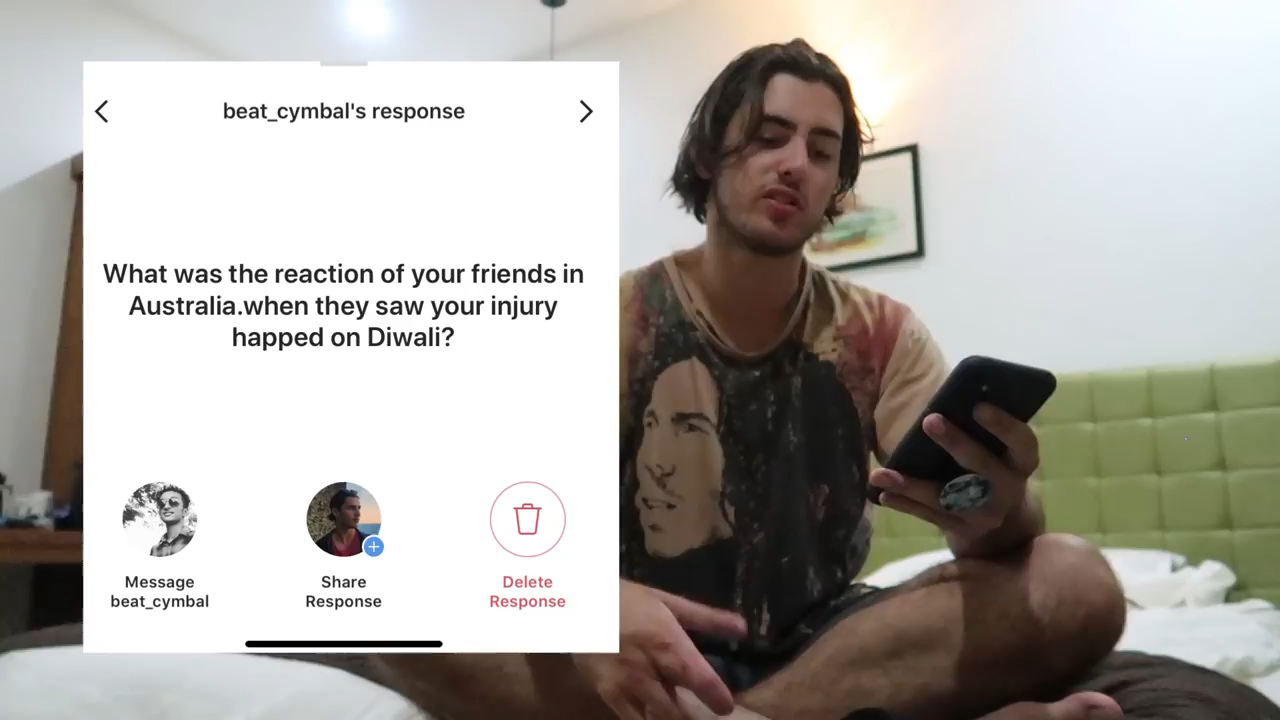 beat_cymbal's response
What was the reaction of your friends in
Australia.when they saw your injury
happed on Diwali?
Message
beat_cymbal
Share
Response
Delete
Response